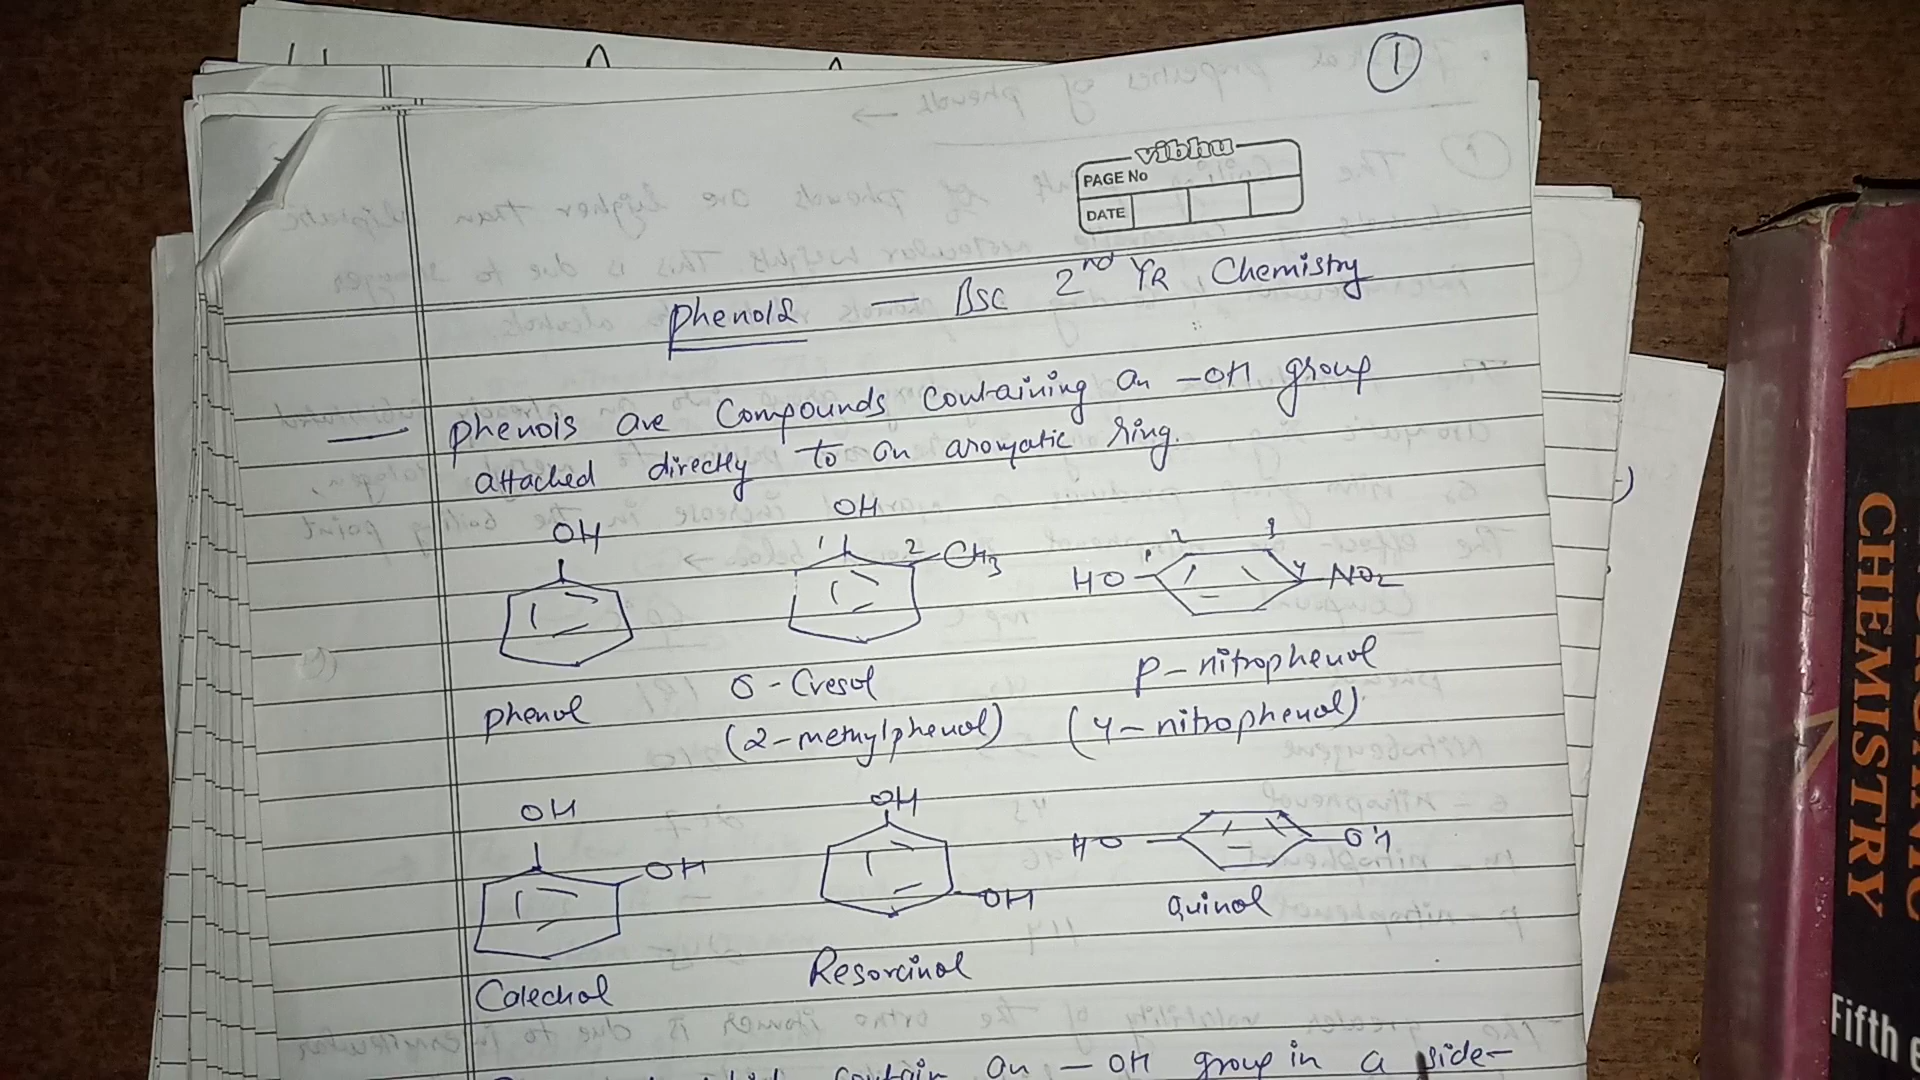 1
vibhu
PAGE No
DATE
Phenols — BSC 2nd YR Chemistry
phenols are Compounds Containing an -OH group
attached directly to an aromatic ring.
OH
OH
1 2 CH3
HO 1 2 3 4 NO2
phenol
o-Cresol
(2-methylphenol)
p-nitrophenol
(4-nitrophenol)
OH
OH
OH
OH
HO OH
Catechol
Resorcinol
Quinol
contain an - OH group in a side-
CHEMISTRY
Fifth